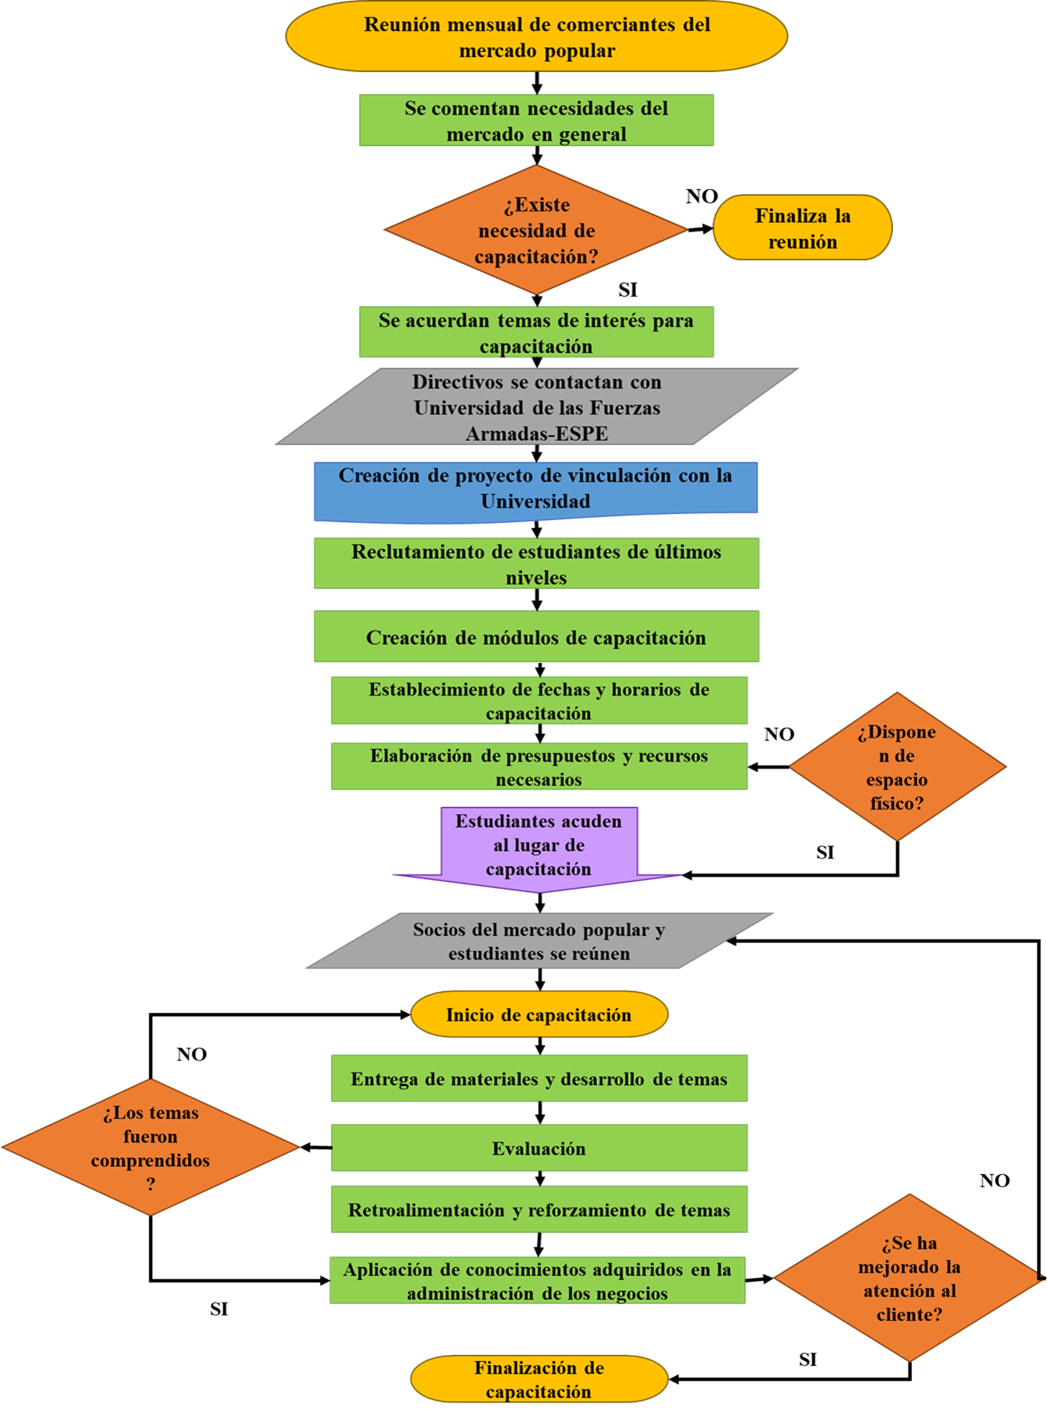 Reunión mensual de comerciantes del
mercado popular
Se comentan necesidades del
mercado en general
¿Existe
necesidad de
capacitación?
NO
Finaliza la
reunión
SI
Se acuerdan temas de interés para
capacitación
Directivos se contactan con
Universidad de las Fuerzas
Armadas-ESPE
Creación de proyecto de vinculación con la
Universidad
Reclutamiento de estudiantes de últimos
niveles
Creación de módulos de capacitación
Establecimiento de fechas y horarios de
capacitación
Elaboración de presupuestos y recursos
necesarios
NO
¿Dispone
n de
espacio
físico?
SI
Estudiantes acuden
al lugar de
capacitación
Socios del mercado popular y
estudiantes se reúnen
Inicio de capacitación
NO
Entrega de materiales y desarrollo de temas
¿Los temas
fueron
comprendidos
?
Evaluación
Retroalimentación y reforzamiento de temas
NO
Aplicación de conocimientos adquiridos en la
administración de los negocios
¿Se ha
mejorado la
atención al
cliente?
SI
SI
Finalización de
capacitación